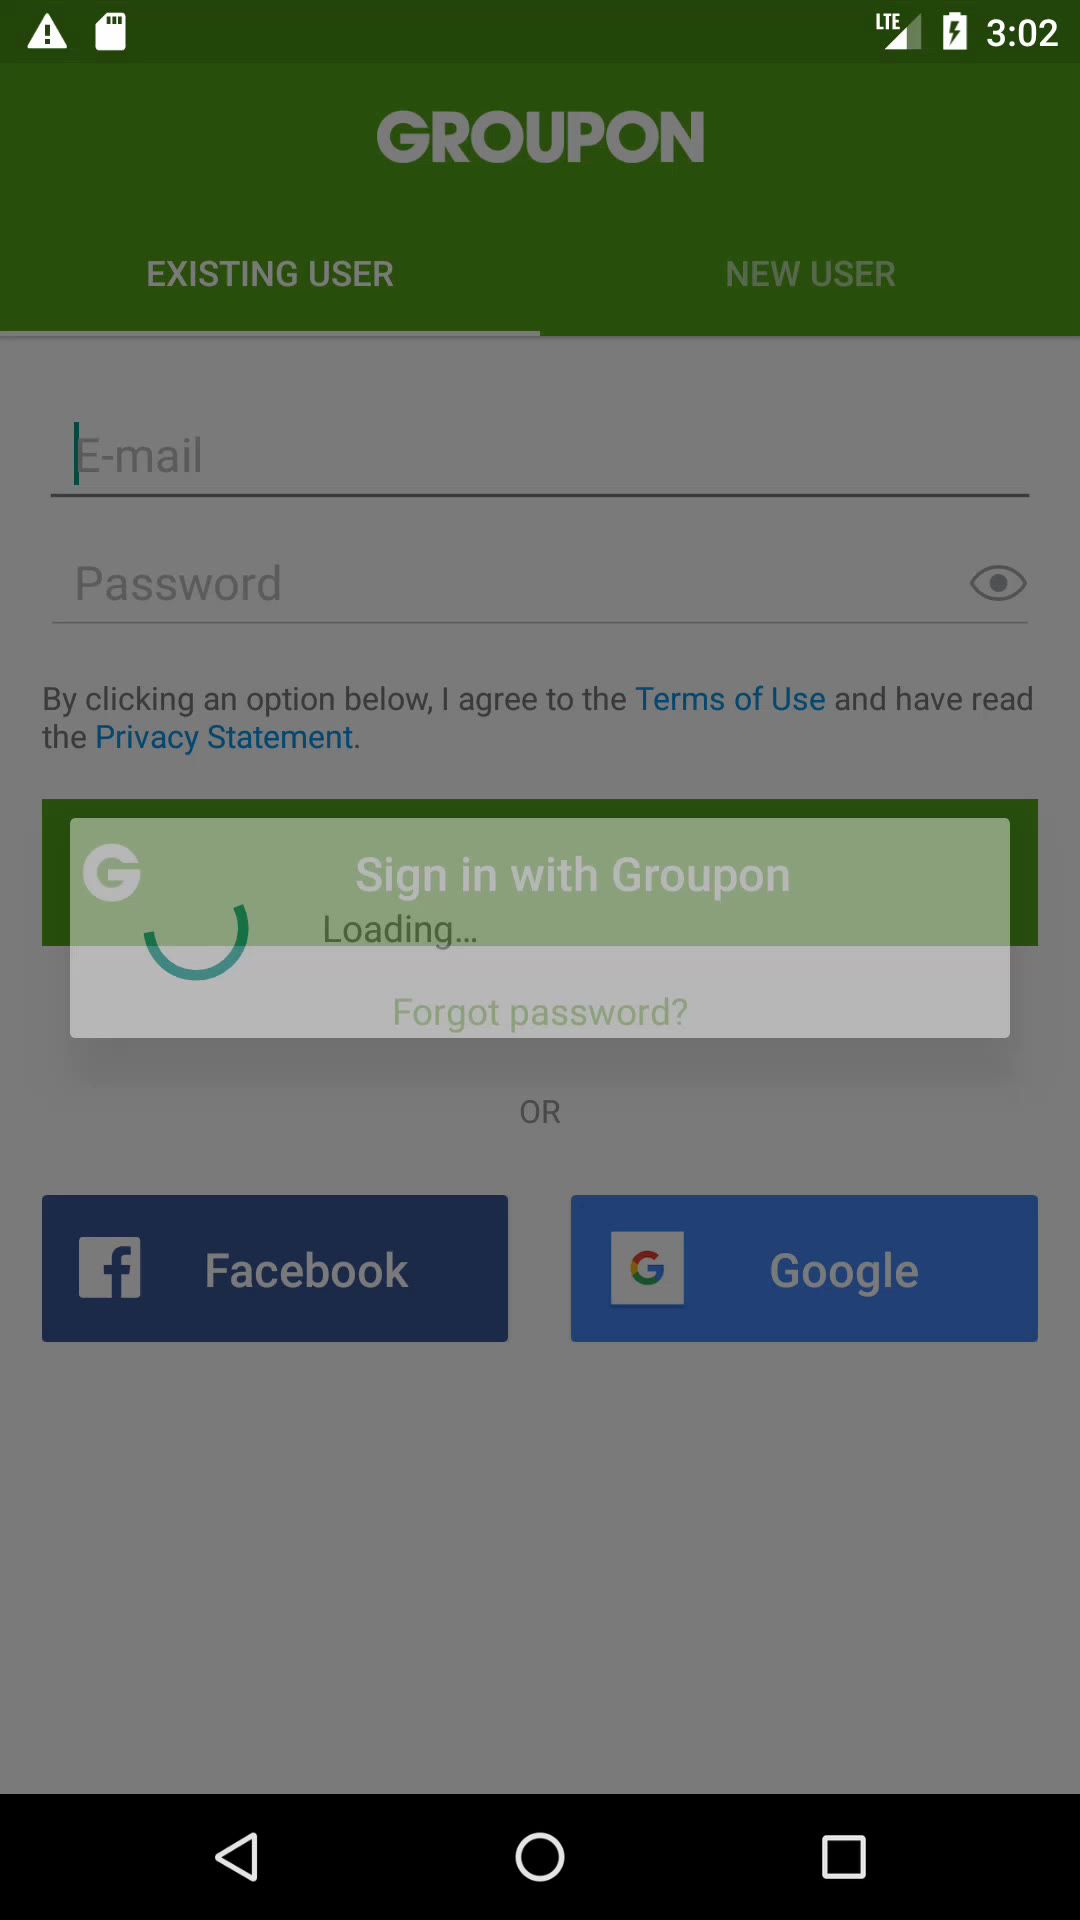 LTE 3:02
GROUPON
EXISTING USER NEW USER
E-mail
Password
By clicking an option below, I agree to the Terms of Use and have read
the Privacy Statement.
G Sign in with Groupon
Loading...
Forgot password?
OR
f Facebook G Google